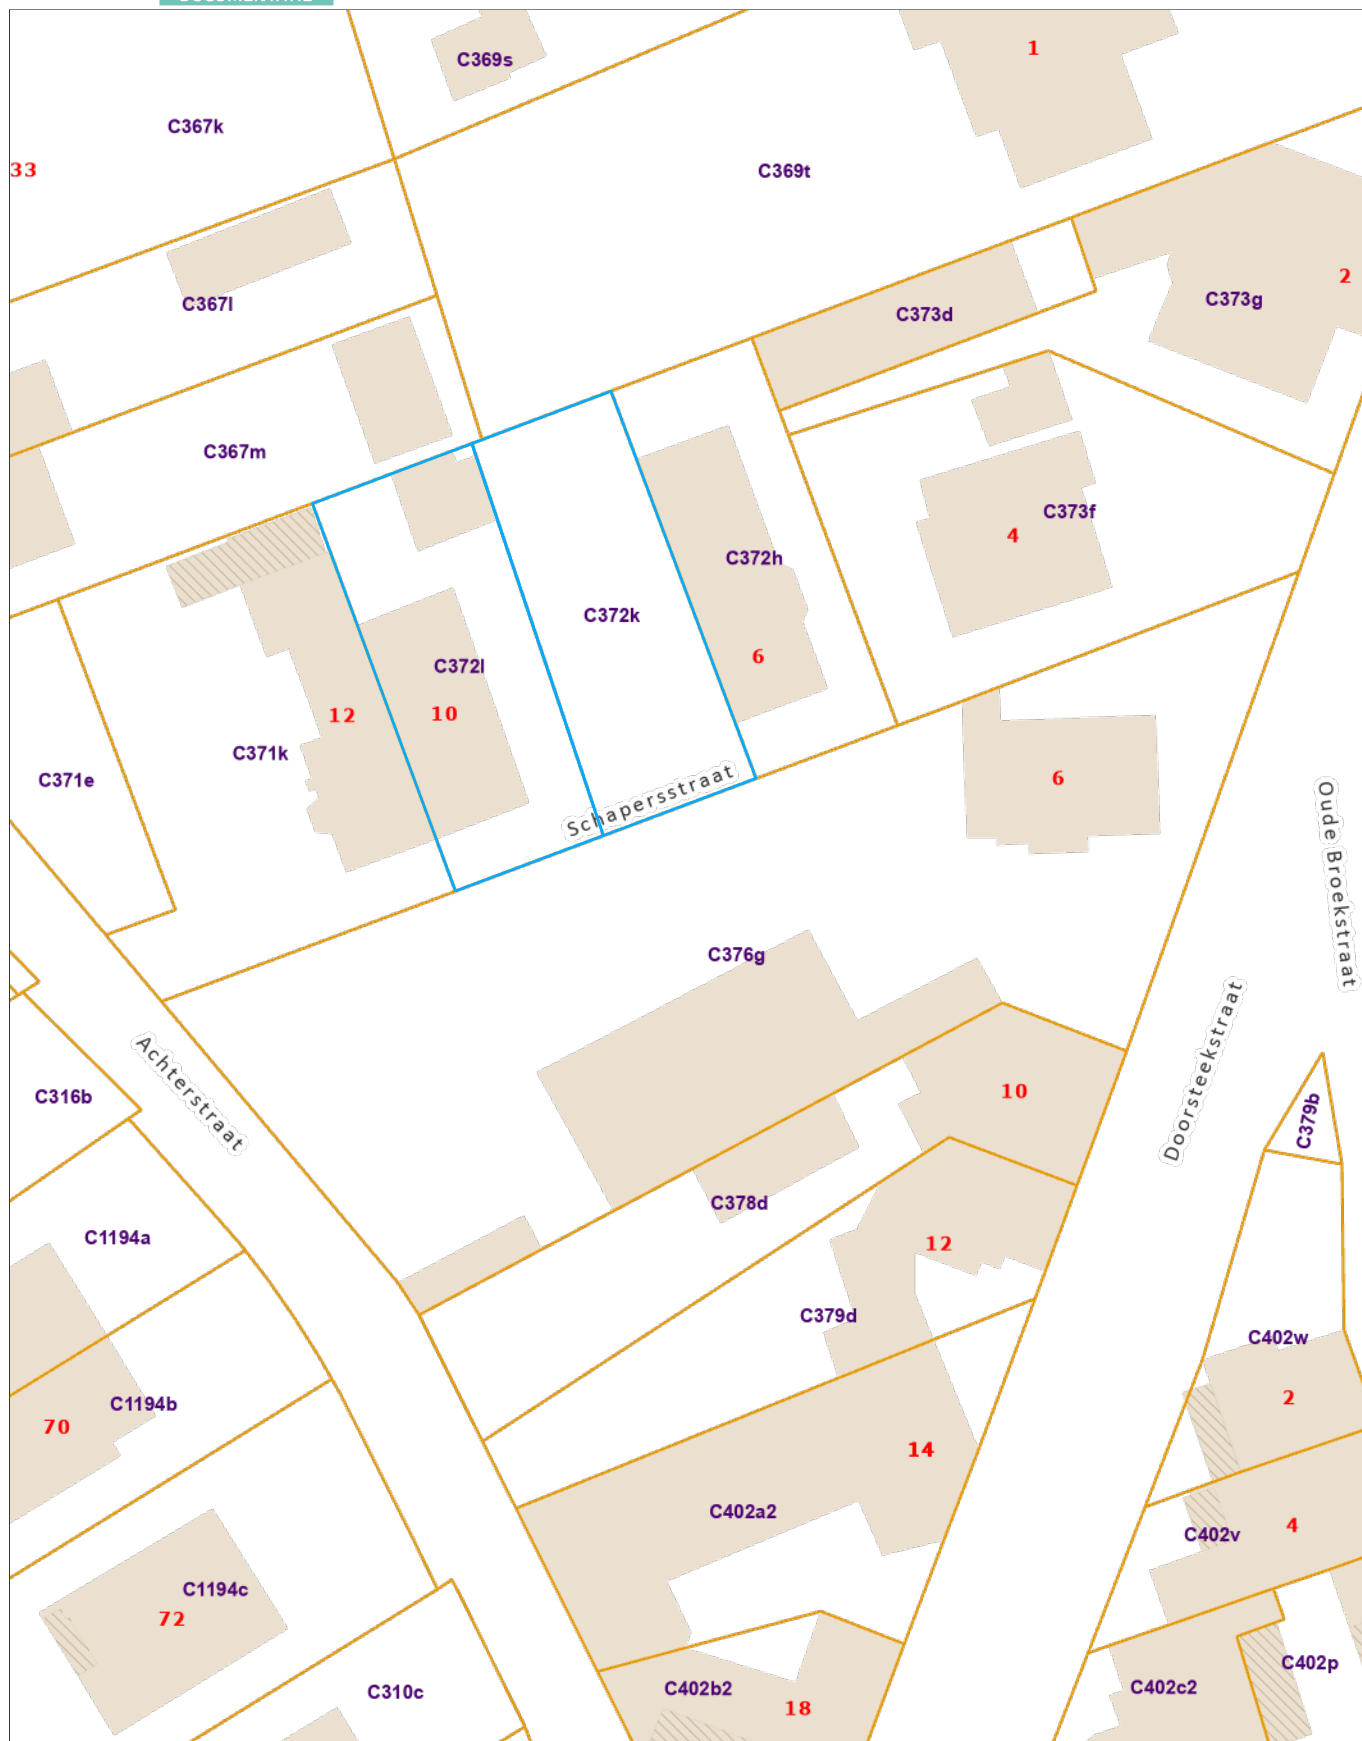 C369s
1
C367k
33
C369t
C367l
2
C373g
C373d
C367m
C373f
4
C372h
C372k
6
C372l
10
12
C371k
C371e
Schapersstraat
6
Oude Broekstraat
C376g
Doorsteekstraat
Achterstraat
10
C316b
C379b
C378d
C1194a
12
C379d
C402w
2
C1194b
70
14
C402a2
4
C402v
C1194c
72
C402p
C310c
C402b2
C402c2
18